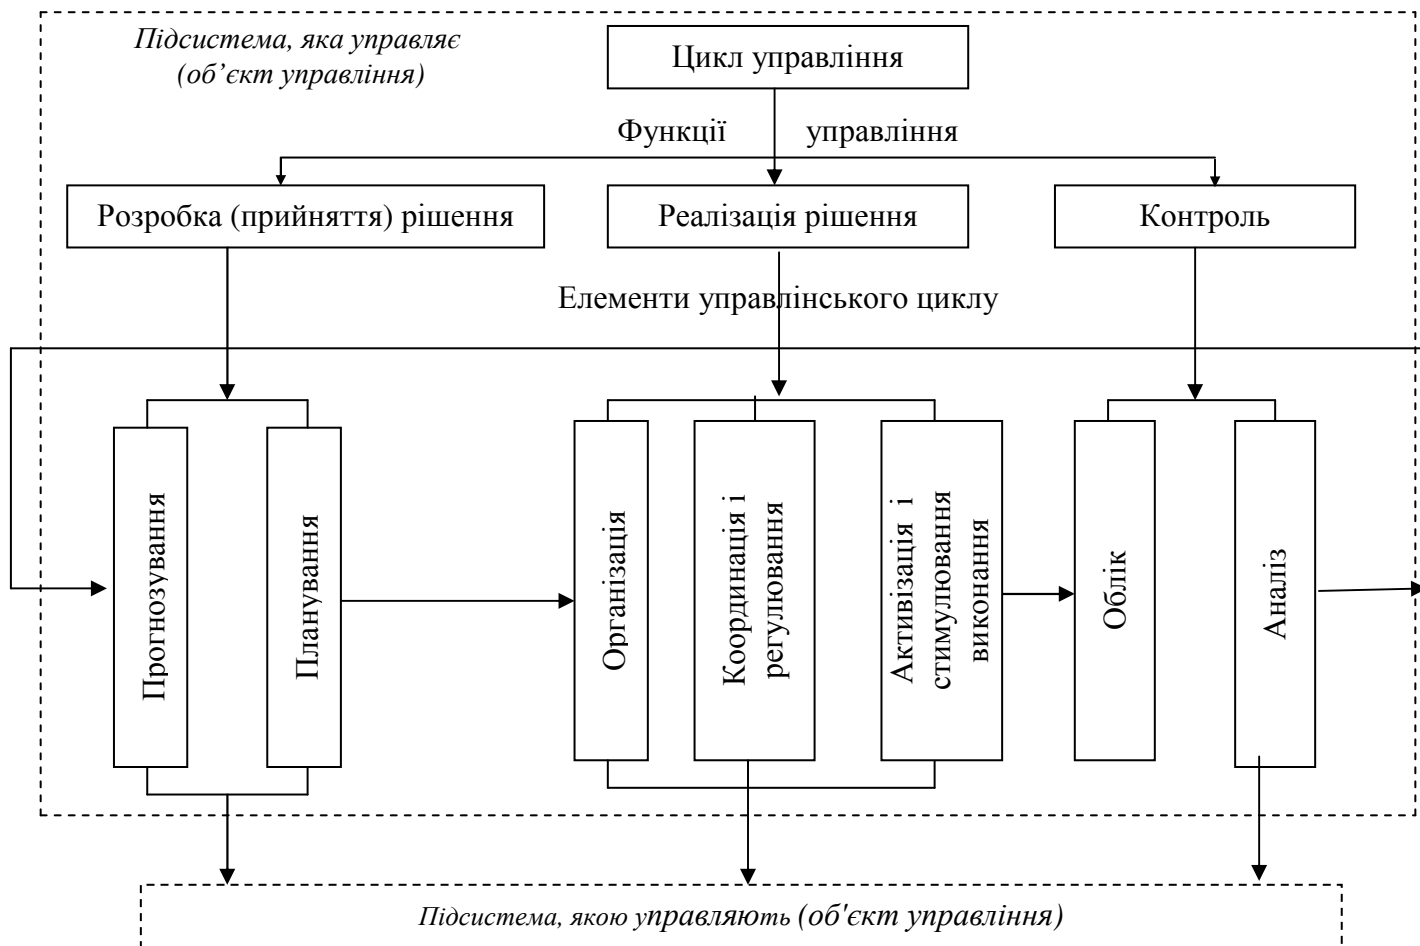 Підсистема, яка управляє
(об’єкт управління)
Цикл управління
Функції управління
Розробка (прийняття) рішення
Реалізація рішення
Контроль
Елементи управлінського циклу
Прогнозування
Планування
Організація
Координація і
регулювання
Активізація і
стимулювання
виконання
Облік
Аналіз
Підсистема, якою управляють (об'єкт управління)